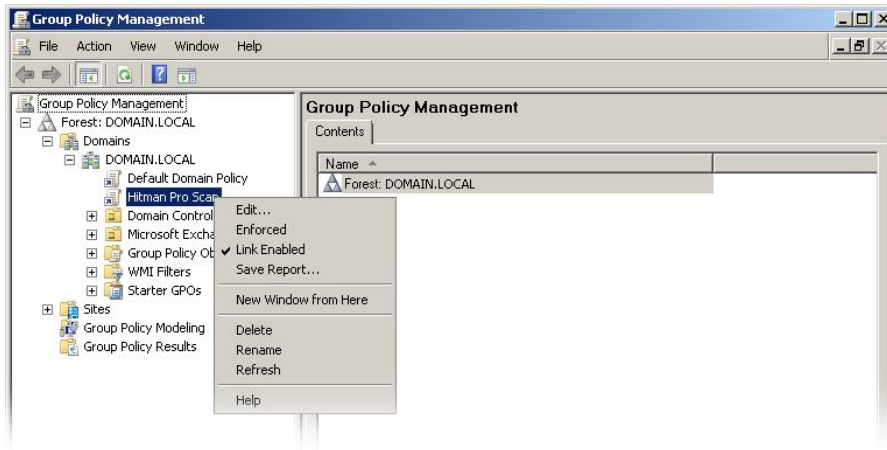 Group Policy Management
File Action View Window Help
Group Policy Management
Forest: DOMAIN.LOCAL
Domains
DOMAIN.LOCAL
Default Domain Policy
Hitman Pro Scan
Domain Control
Microsoft Excha
Group Policy Ob
WMI Filters
Starter GPOs
Sites
Group Policy Modeling
Group Policy Results
Edit...
Enforced
Link Enabled
Save Report...
New Window from Here
Delete
Rename
Refresh
Help
Group Policy Management
Contents
Name
Forest: DOMAIN.LOCAL